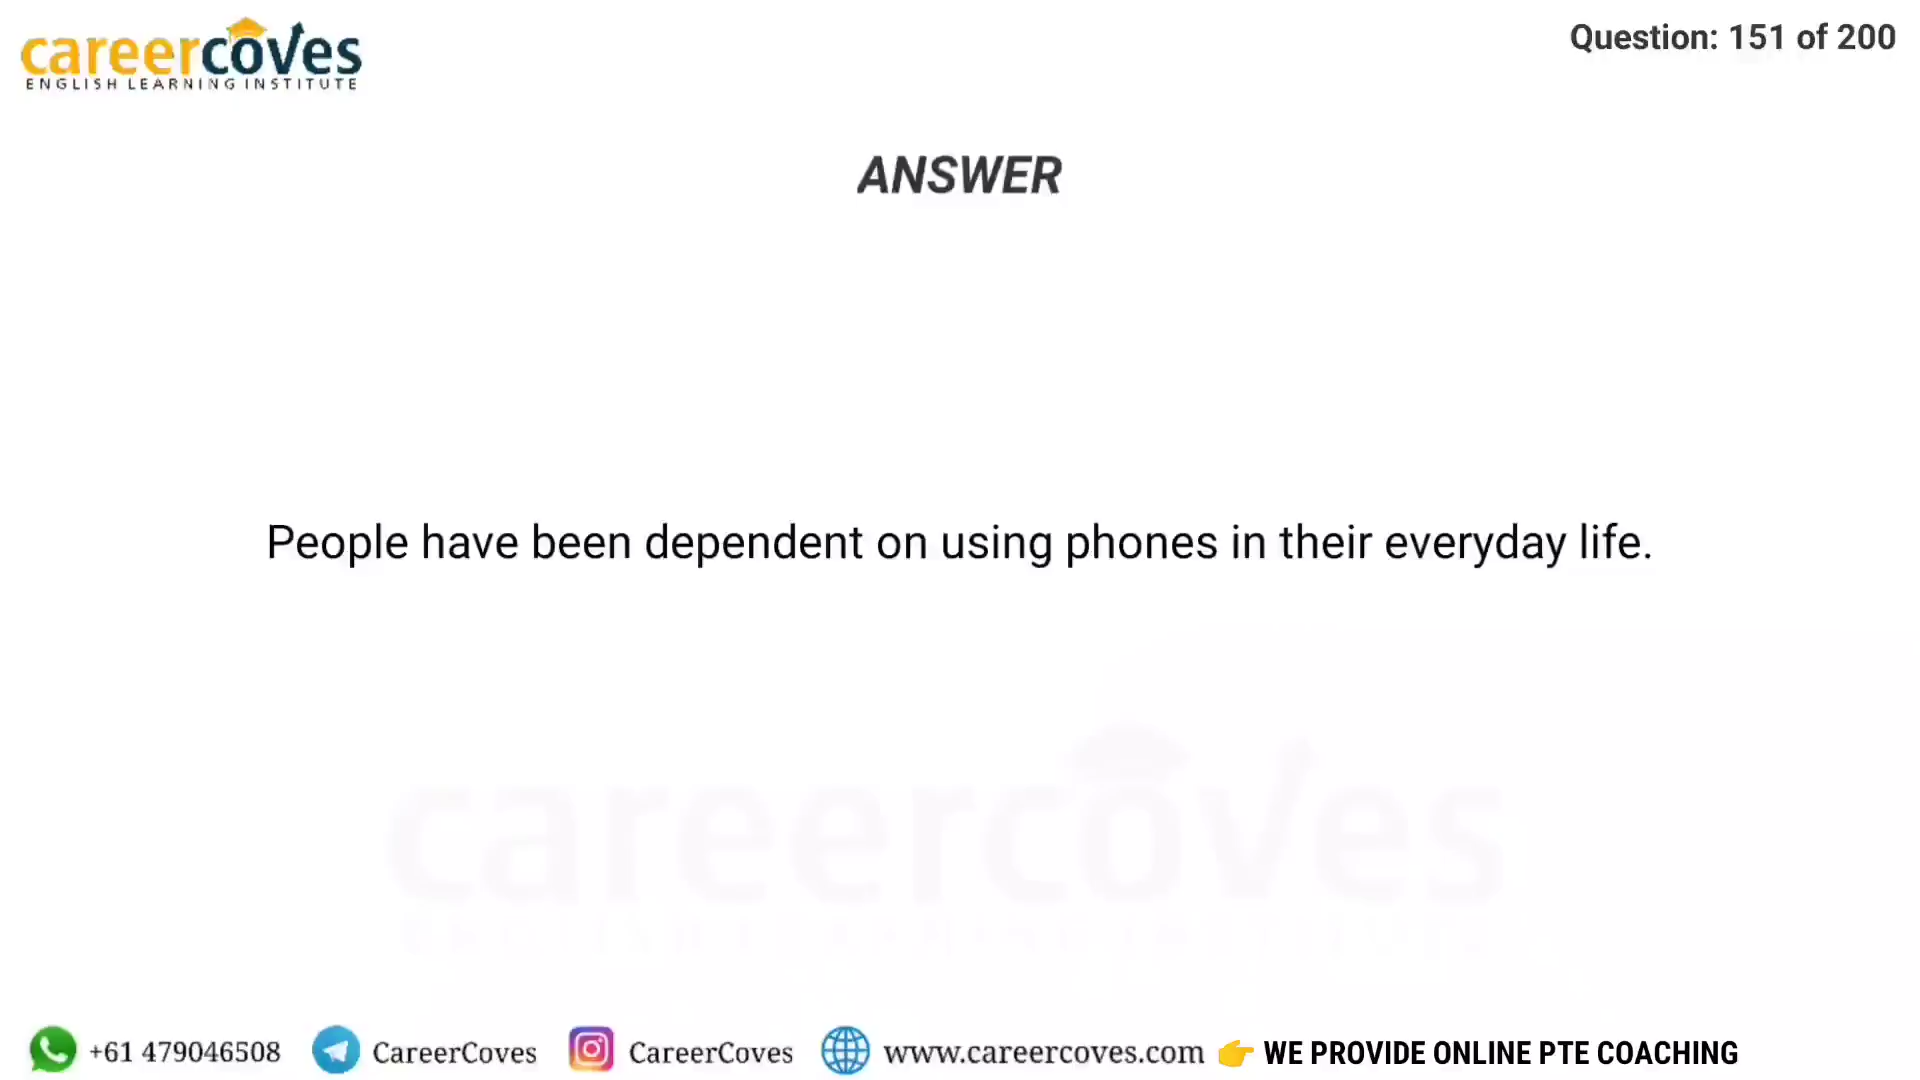 careercoves
ENGLISH LEARNING INSTITUTE
Question: 151 of 200
ANSWER
People have been dependent on using phones in their everyday life.
careercoves
+61 479046508 CareerCoves CareerCoves www.careercoves.com 👉 WE PROVIDE ONLINE PTE COACHING